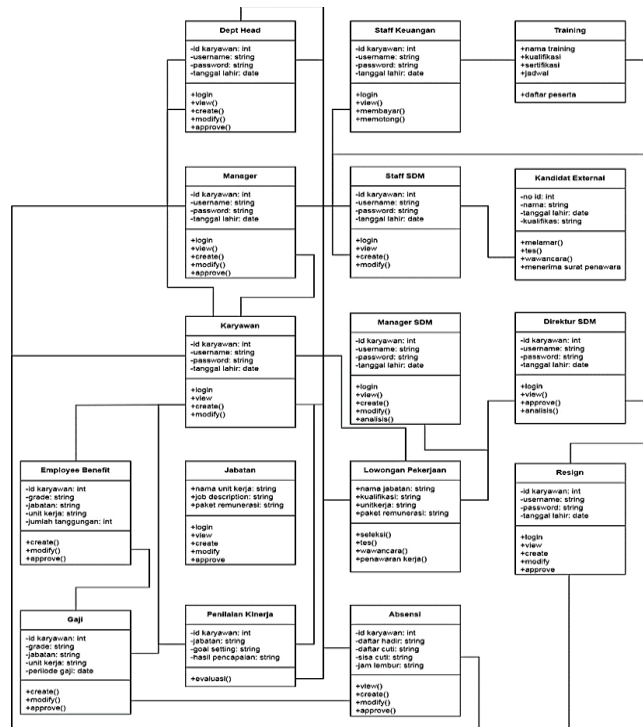 Dept Head
-id karyawan: int
-username: string
-password: string
-tanggal lahir: date
+login
+view()
+create()
+modify()
+approve()
Staff Keuangan
-id karyawan: int
-username: string
-password: string
-tanggal lahir: date
+login
+view()
+membayar()
+memotong()
Training
+nama training
+kualifikasi
+sertifikasi
+jadwal
+daftar peserta
Manager
-id karyawan: int
-username: string
-password: string
-tanggal lahir: date
+login
+view()
+create()
+modify()
+approve()
Staff SDM
-id karyawan: int
-username: string
-password: string
-tanggal lahir: date
+login
+view
+create()
+modify()
Kandidat External
-no id: int
-nama: string
-tanggal lahir: date
-kualifikas: string
+melamar()
+tes()
+wawancara()
+menerima surat penawara
Karyawan
-id karyawan: int
-username: string
-password: string
-tanggal lahir: date
+login
+view
+create()
+modify()
Manager SDM
-id karyawan: int
-username: string
-password: string
-tanggal lahir: date
+login
+view()
+create()
+modify()
+analisis()
Direktur SDM
-id karyawan: int
-username: string
-password: string
-tanggal lahir: date
+login
+view()
+approve()
+analisis()
Employee Benefit
-id karyawan: int
-grade: string
-jabatan: string
-unit kerja: string
-jumlah tanggungan: int
+create()
+modify()
+approve()
Jabatan
+nama unit kerja: string
+job description: string
+paket remunerasi: string
+login
+view
+create
+modify
+approve
Lowongan Pekerjaan
+nama jabatan: string
+kualifikasi: string
+unitkerja: string
+paket remunerasi: string
+seleksi()
+tes()
+wawancara()
+penawaran kerja()
Resign
-id karyawan: int
-username: string
-password: string
-tanggal lahir: date
+login
+view
+create
+modify
+approve
Gaji
-id karyawan: int
-grade: string
-jabatan: string
-unit kerja: string
-periiode gaji: date
+create()
+modify()
+approve()
Penilaian Kinerja
-id karyawan: int
-jabatan: string
-goal setting: string
-hasil pencapaian: string
+evaluasi()
Absensi
-id karyawan: int
-daftar hadir: string
-daftar cuti: string
-sisa cuti: string
-jam lembur: string
+view()
+create()
+modify()
+approve()